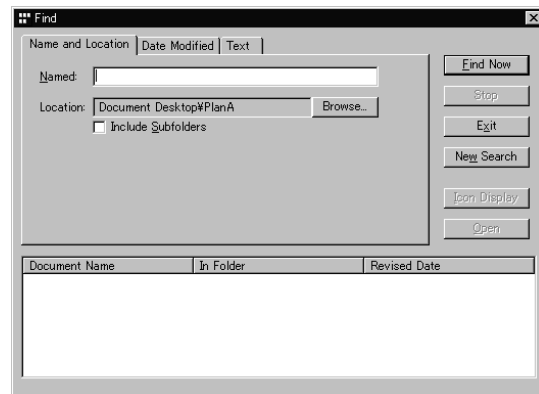 Find
Name and Location Date Modified Text
Named:
Location: Document Desktop¥PlanA Browse...
Include Subfolders
Find Now
Stop
Exit
New Search
Icon Display
Open
Document Name In Folder Revised Date